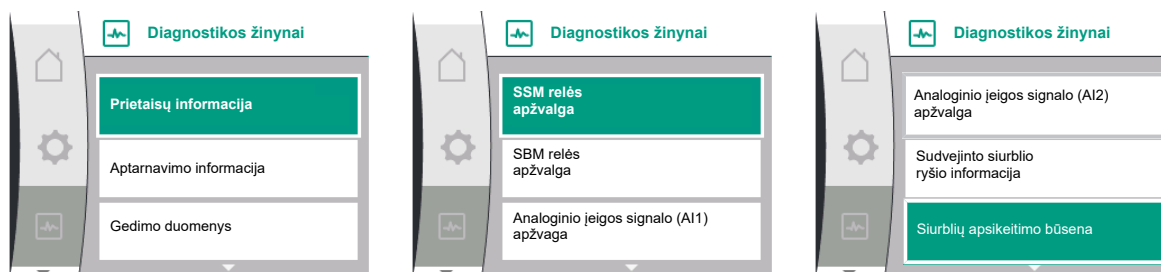 Diagnostikos žinynai
Prietaisų informacija
Aptarnavimo informacija
Gedimo duomenys
Diagnostikos žinynai
SSM relės
apžvalga
SBM relės
apžvalga
Analoginio įeigos signalo (AI1)
apžvaga
Diagnostikos žinynai
Analoginio įeigos signalo (AI2)
apžvalga
Sudvejinto siurblio
ryšio informacija
Siurblių apsikeitimo būsena